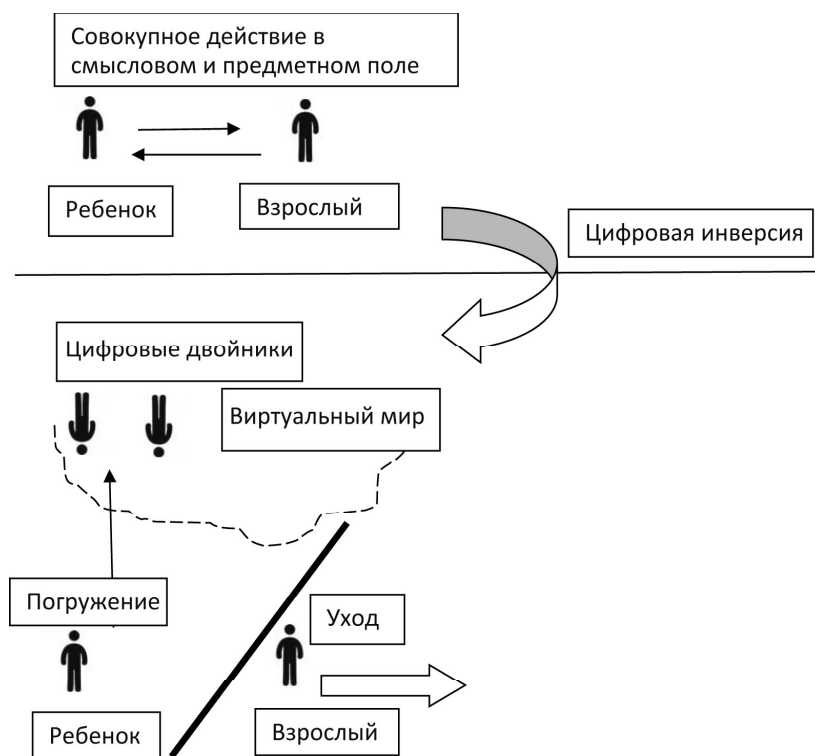 Совокупное действие в
смысловом и предметном поле
Ребенок
Взрослый
Цифровая инверсия
Цифровые двойники
Виртуальный мир
Погружение
Уход
Ребенок
Взрослый